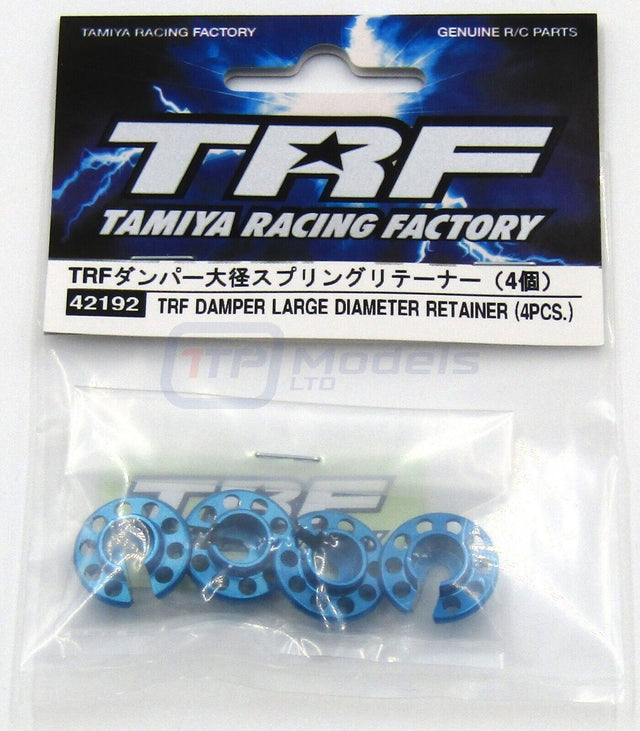 TAMIYA RACING FACTORY
GENUINE R/C PARTS
TRF
TAMIYA RACING FACTORY
TRFダンパー大径スプリングリテーナー（4個）
42192 TRF DAMPER LARGE DIAMETER RETAINER (4PCS.)
1TP Models
LTD
TRF